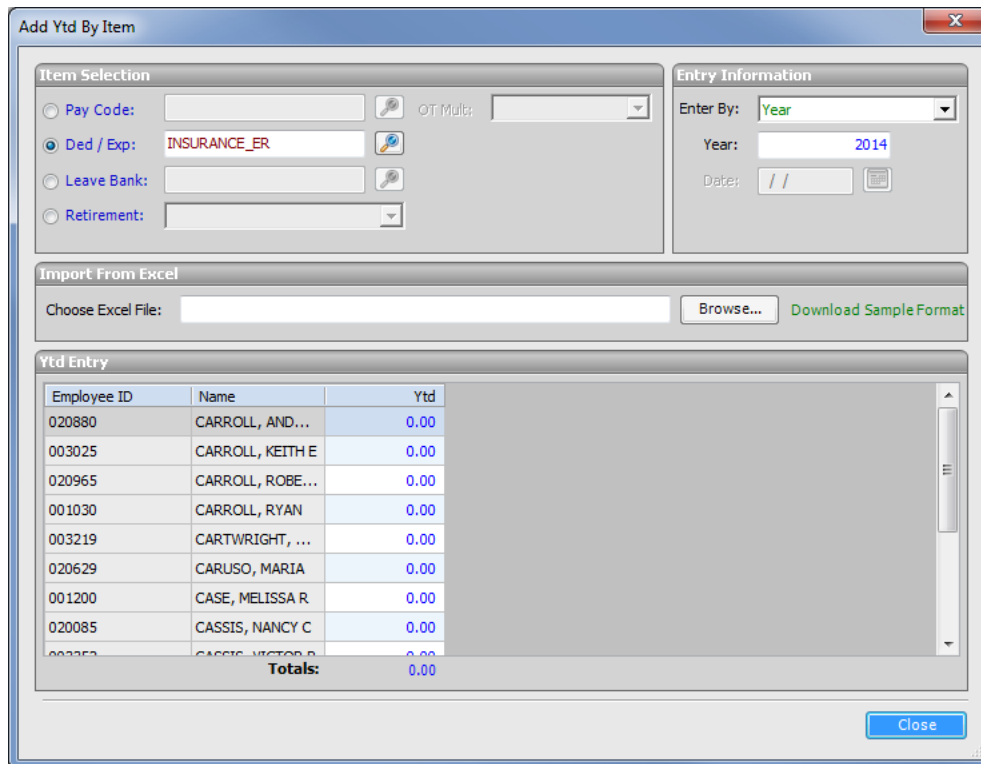 Add Ytd By Item
Item Selection
Pay Code: OT Mult:
Ded / Exp: INSURANCE_ER
Leave Bank:
Retirement:
Entry Information
Enter By: Year
Year: 2014
Date: / /
Import From Excel
Choose Excel File: Browse... Download Sample Format
Ytd Entry
Employee ID Name Ytd
020880 CARROLL, AND... 0.00
003025 CARROLL, KEITH E 0.00
020965 CARROLL, ROBE... 0.00
001030 CARROLL, RYAN 0.00
003219 CARTWRIGHT, ... 0.00
020629 CARUSO, MARIA 0.00
001200 CASE, MELISSA R 0.00
020085 CASSIS, NANCY C 0.00
Totals: 0.00
Close